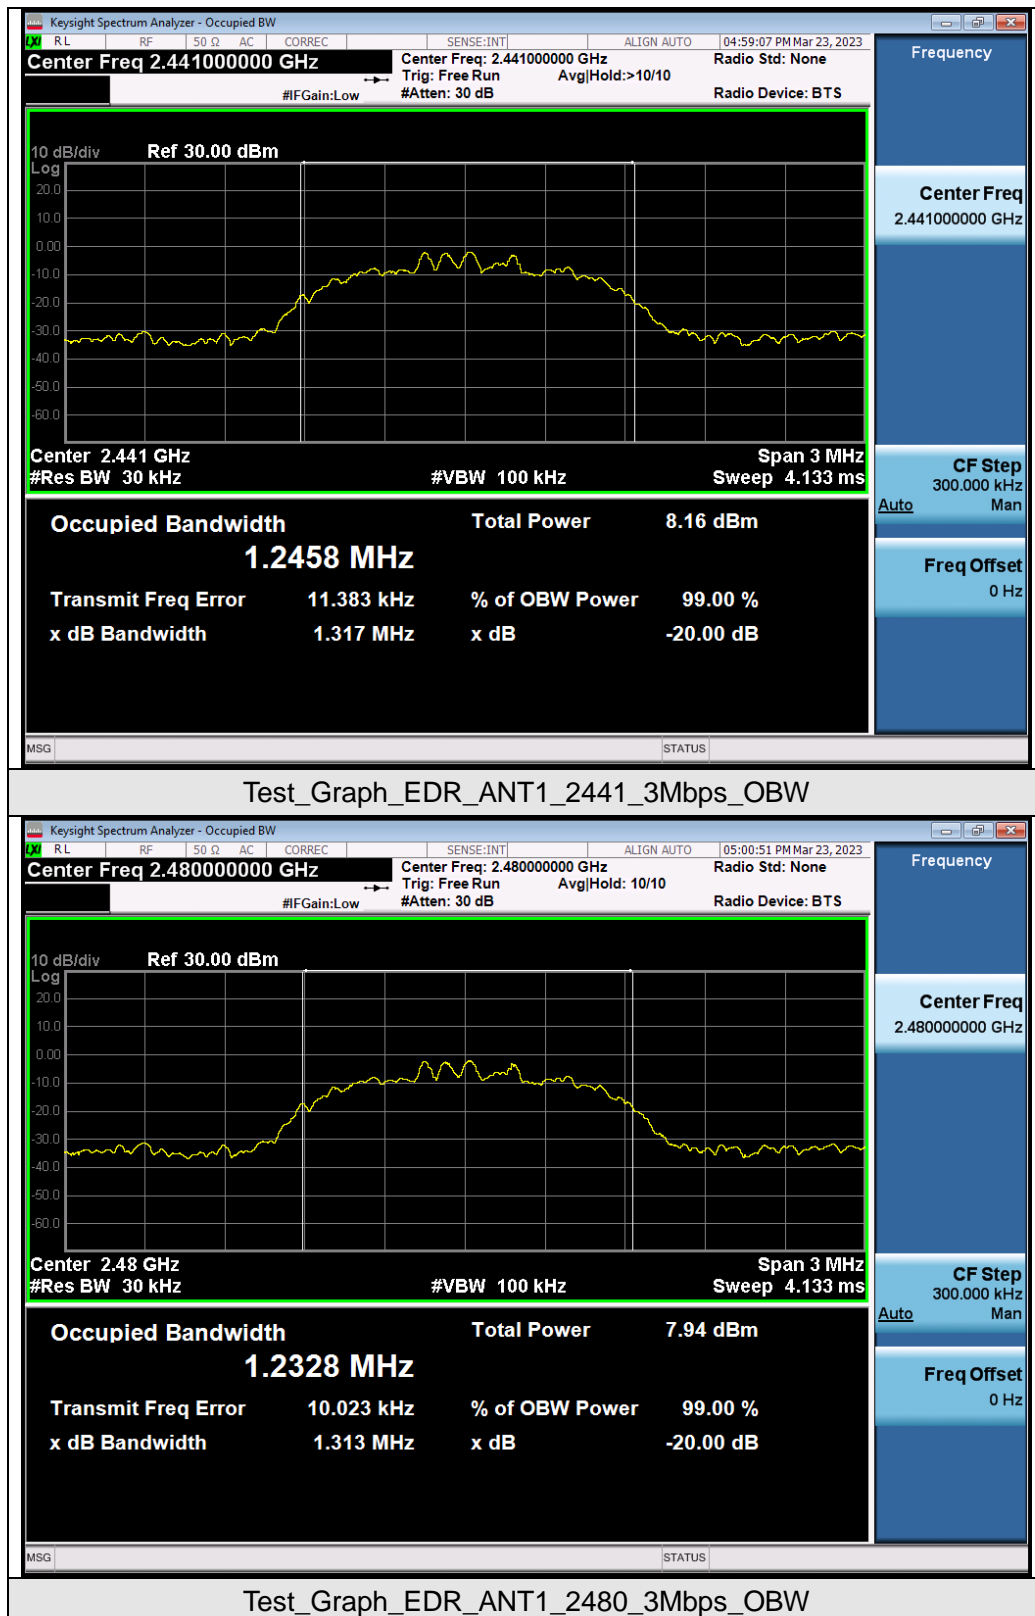 Keysight Spectrum Analyzer - Occupied BW
LXI RL RF 50 Ω AC CORREC SENSE:INT ALIGN AUTO 04:59:07 PM Mar 23, 2023
Center Freq 2.441000000 GHz
Center Freq: 2.441000000 GHz Radio Std: None
Trig: Free Run Avg|Hold:>10/10
#IFGain:Low #Atten: 30 dB Radio Device: BTS
Frequency
10 dB/div Ref 30.00 dBm
Log
20.0
10.0
0.00
-10.0
-20.0
-30.0
-40.0
-50.0
-60.0
Center 2.441 GHz Span 3 MHz
#Res BW 30 kHz #VBW 100 kHz Sweep 4.133 ms
Center Freq
2.441000000 GHz
CF Step
300.000 kHz
Auto Man
Freq Offset
0 Hz
Occupied Bandwidth Total Power 8.16 dBm
1.2458 MHz
Transmit Freq Error 11.383 kHz % of OBW Power 99.00 %
x dB Bandwidth 1.317 MHz x dB -20.00 dB
MSG STATUS
Test_Graph_EDR_ANT1_2441_3Mbps_OBW
Keysight Spectrum Analyzer - Occupied BW
LXI RL RF 50 Ω AC CORREC SENSE:INT ALIGN AUTO 05:00:51 PM Mar 23, 2023
Center Freq 2.480000000 GHz
Center Freq: 2.480000000 GHz Radio Std: None
Trig: Free Run Avg|Hold: 10/10
#IFGain:Low #Atten: 30 dB Radio Device: BTS
Frequency
10 dB/div Ref 30.00 dBm
Log
20.0
10.0
0.00
-10.0
-20.0
-30.0
-40.0
-50.0
-60.0
Center 2.48 GHz Span 3 MHz
#Res BW 30 kHz #VBW 100 kHz Sweep 4.133 ms
Center Freq
2.480000000 GHz
CF Step
300.000 kHz
Auto Man
Freq Offset
0 Hz
Occupied Bandwidth Total Power 7.94 dBm
1.2328 MHz
Transmit Freq Error 10.023 kHz % of OBW Power 99.00 %
x dB Bandwidth 1.313 MHz x dB -20.00 dB
MSG STATUS
Test_Graph_EDR_ANT1_2480_3Mbps_OBW